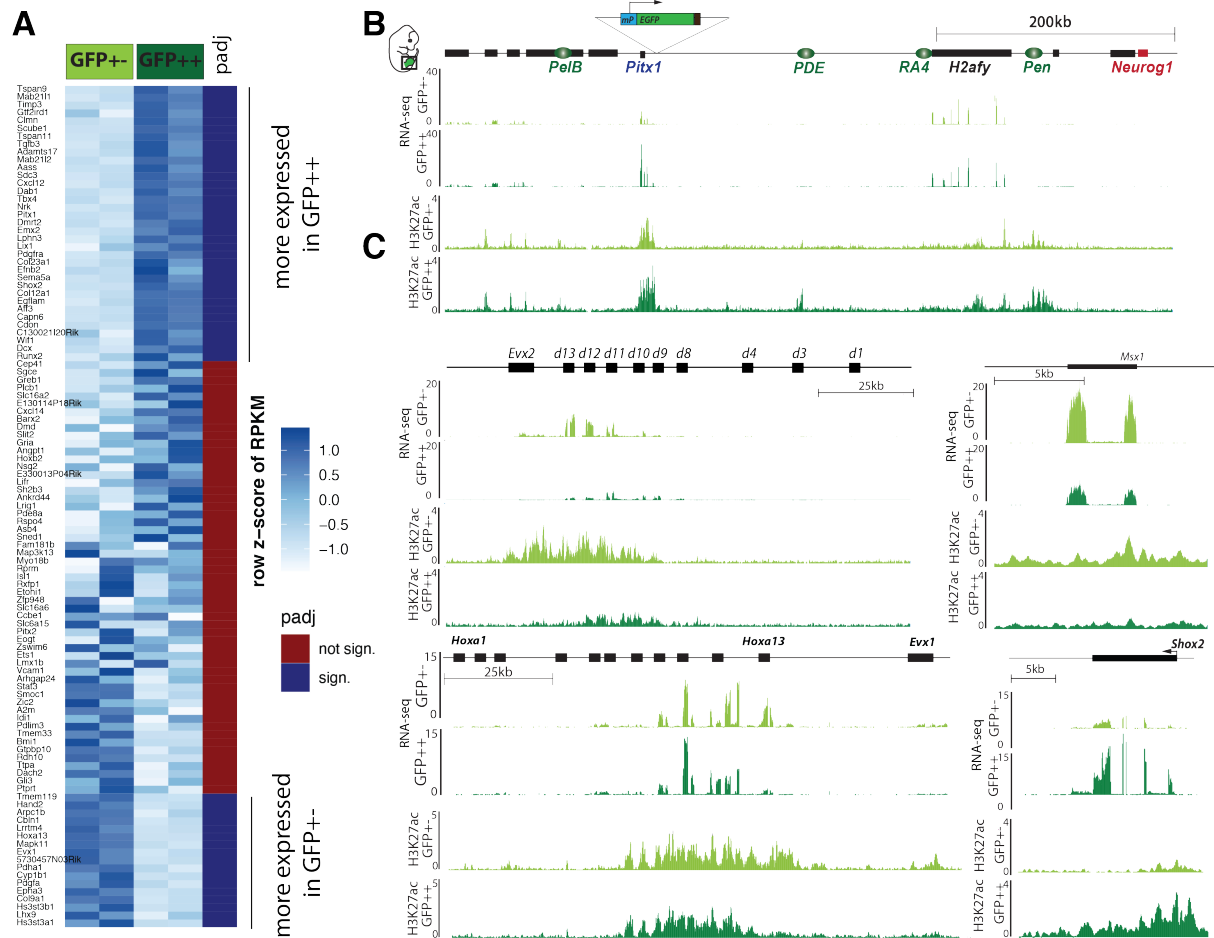 A
GFP+-
GFP++
padj
Tspan9
Mab21l1
Timp3
Gtf2ird1
Clmn
Scube1
Tspan11
Tgfb3
Adamts17
Mab21l2
Aass
Sdc3
Cxcl12
Dab1
Tbx4
Nrk
Pitx1
Dmrt2
Emx2
Lphn3
Lix1
Pdgfra
Col23a1
Efnb2
Sema5a
Shox2
Col12a1
Egflam
Aff3
Capn6
Cdon
C130021I20Rik
Wif1
Dcx
Runx2
Cep41
Sgce
Greb1
Plcb1
Slc16a2
E130114P18Rik
Cxcl14
Barx2
Dmd
Slit2
Gria
Angpt1
Hoxb2
Nsg2
E330013P04Rik
Lifr
Sh2b3
Ankrd44
Lrig1
Pde8a
Rspo4
Asb4
Sned1
Fam181b
Map3k13
Myo18b
Rprm
Isl1
Rxfp1
Etohi1
Zfp948
Slc16a6
Ccbe1
Slc6a15
Pitx2
Eogt
Zswim6
Ets1
Lmx1b
Vcam1
Arhgap24
Stat3
Smoc1
Zic2
A2m
Idi1
Pdlim3
Tmem33
Bmi1
Gtpbp10
Rdh10
Ttpa
Dach2
Gli3
Ptprt
Tmem119
Hand2
Arpc1b
Cbln1
Lrrtm4
Hoxa13
Mapk11
Evx1
5730457N03Rik
Pdha1
Cyp1b1
Pdgfa
Epha3
Col9a1
Hs3st3b1
Lhx9
Hs3st3a1
more expressed
in GFP++
more expressed
in GFP+-
row z−score of RPKM
1.0
0.5
0.0
−0.5
−1.0
padj
not sign.
sign.
B
mP EGFP
200kb
PelB Pitx1 PDE RA4 H2afy Pen Neurog1
RNA-seq
GFP+-
40
0
GFP++
40
0
H3K27ac
GFP+-
4
0
H3K27ac
GFP++
4
0
C
Evx2 d13 d12 d11 d10 d9 d8 d4 d3 d1
25kb
RNA-seq
GFP+-
20
0
GFP++
20
0
H3K27ac
GFP+-
4
0
H3K27ac
GFP++
4
0
Msx1
5kb
RNA-seq
GFP+-
20
0
GFP++
20
0
H3K27ac
GFP+-
4
0
H3K27ac
GFP++
4
0
Hoxa1 Hoxa13 Evx1
25kb
RNA-seq
GFP+-
15
0
GFP++
15
0
H3K27ac
GFP+-
5
0
H3K27ac
GFP++
5
0
Shox2
5kb
RNA-seq
GFP+-
15
0
GFP++
15
0
H3K27ac
GFP+-
4
0
H3K27ac
GFP++
4
0